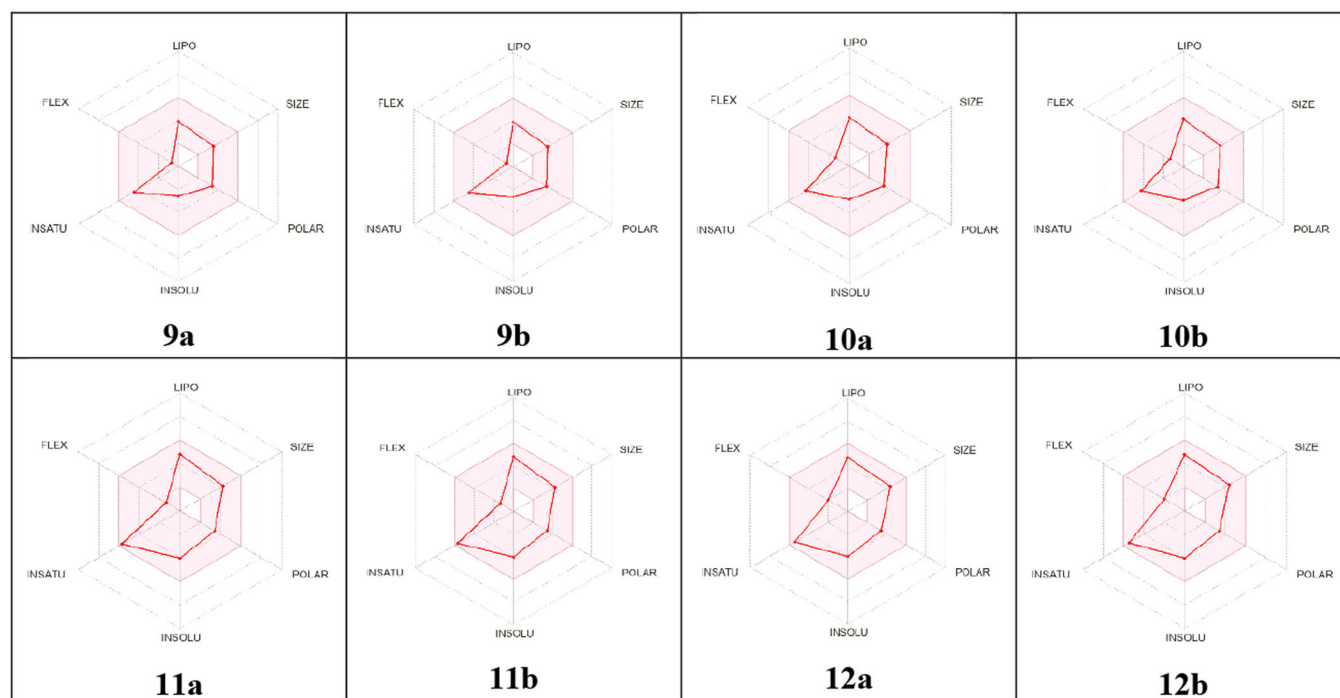 LIPO
FLEX
SIZE
INSATU
POLAR
INSOLU
9a
LIPO
FLEX
SIZE
INSATU
POLAR
INSOLU
9b
LIPO
FLEX
SIZE
INSATU
POLAR
INSOLU
10a
LIPO
FLEX
SIZE
INSATU
POLAR
INSOLU
10b
LIPO
FLEX
SIZE
INSATU
POLAR
INSOLU
11a
LIPO
FLEX
SIZE
INSATU
POLAR
INSOLU
11b
LIPO
FLEX
SIZE
INSATU
POLAR
INSOLU
12a
LIPO
FLEX
SIZE
INSATU
POLAR
INSOLU
12b